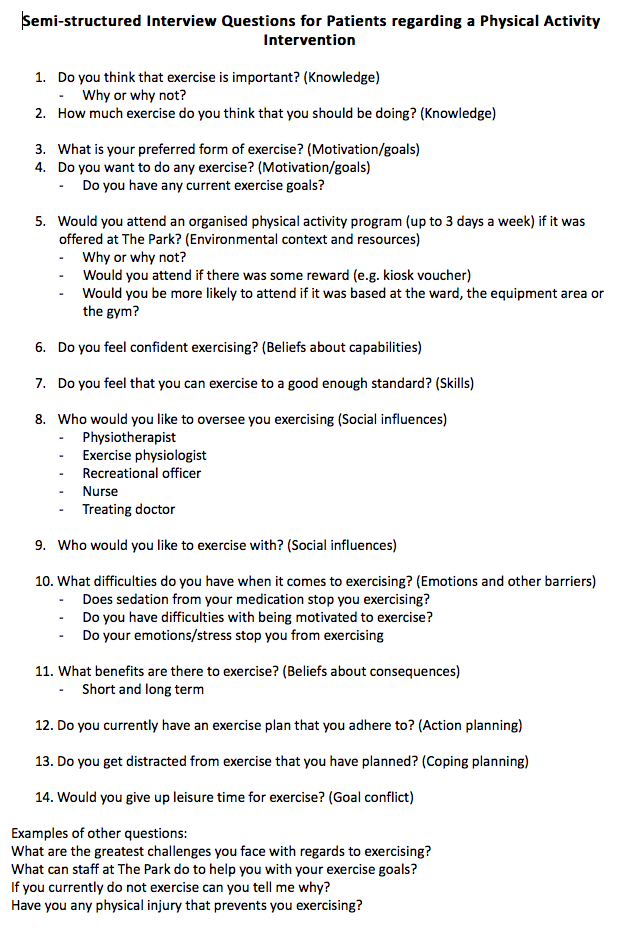 Semi-structured Interview Questions for Patients regarding a Physical Activity
Intervention
1. Do you think that exercise is important? (Knowledge)
- Why or why not?
2. How much exercise do you think that you should be doing? (Knowledge)
3. What is your preferred form of exercise? (Motivation/goals)
4. Do you want to do any exercise? (Motivation/goals)
- Do you have any current exercise goals?
5. Would you attend an organised physical activity program (up to 3 days a week) if it was
offered at The Park? (Environmental context and resources)
- Why or why not?
- Would you attend if there was some reward (e.g. kiosk voucher)
- Would you be more likely to attend if it was based at the ward, the equipment area or
the gym?
6. Do you feel confident exercising? (Beliefs about capabilities)
7. Do you feel that you can exercise to a good enough standard? (Skills)
8. Who would you like to oversee you exercising (Social influences)
- Physiotherapist
- Exercise physiologist
- Recreational officer
- Nurse
- Treating doctor
9. Who would you like to exercise with? (Social influences)
10. What difficulties do you have when it comes to exercising? (Emotions and other barriers)
- Does sedation from your medication stop you exercising?
- Do you have difficulties with being motivated to exercise?
- Do your emotions/stress stop you from exercising
11. What benefits are there to exercise? (Beliefs about consequences)
- Short and long term
12. Do you currently have an exercise plan that you adhere to? (Action planning)
13. Do you get distracted from exercise that you have planned? (Coping planning)
14. Would you give up leisure time for exercise? (Goal conflict)
Examples of other questions:
What are the greatest challenges you face with regards to exercising?
What can staff at The Park do to help you with your exercise goals?
If you currently do not exercise can you tell me why?
Have you any physical injury that prevents you exercising?